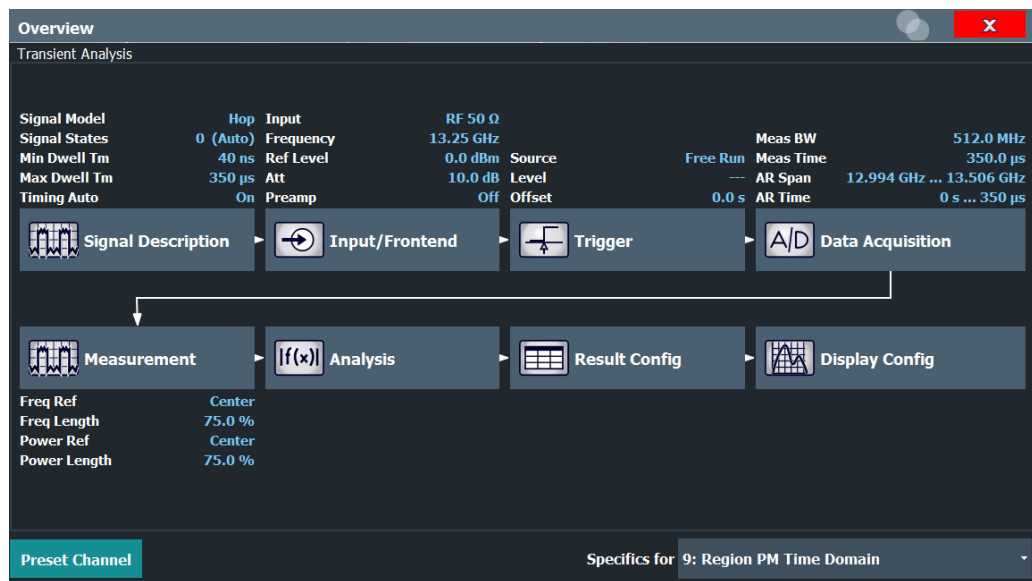 Overview
X
Transient Analysis
Signal Model Hop Input RF 50 Ω
Signal States 0 (Auto) Frequency 13.25 GHz Meas BW 512.0 MHz
Min Dwell Tm 40 ns Ref Level 0.0 dBm Source Free Run Meas Time 350.0 µs
Max Dwell Tm 350 µs Att 10.0 dB Level --- AR Span 12.994 GHz ... 13.506 GHz
Timing Auto On Preamp Off Offset 0.0 s AR Time 0 s ... 350 µs
Signal Description Input/Frontend Trigger A/D Data Acquisition
Measurement |f(x)| Analysis Result Config Display Config
Freq Ref Center
Freq Length 75.0 %
Power Ref Center
Power Length 75.0 %
Preset Channel Specifics for 9: Region PM Time Domain